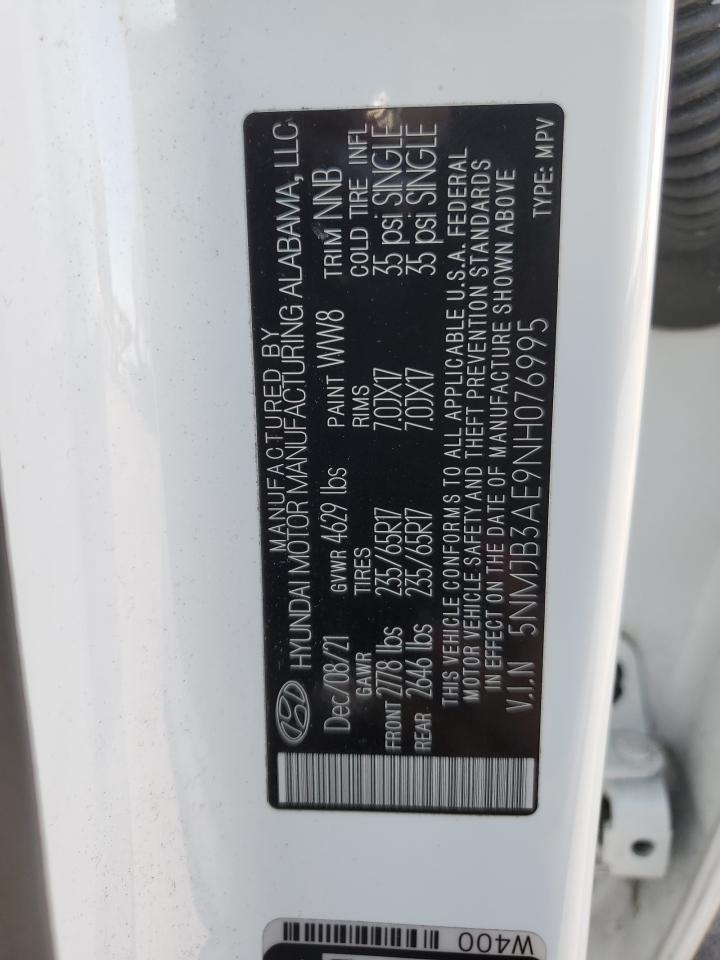 MANUFACTURED BY
HYUNDAI MOTOR MANUFACTURING ALABAMA, LLC
Dec/08/21 GVWR 4629 lbs PAINT WW8 TRIM NNB
GAWR TIRES RIMS COLD TIRE INFL
FRONT 2778 lbs 235/65R17 7.0JX17 35 psi SINGLE
REAR 2646 lbs 235/65R17 7.0JX17 35 psi SINGLE
THIS VEHICLE CONFORMS TO ALL APPLICABLE U.S.A. FEDERAL
MOTOR VEHICLE SAFETY AND THEFT PREVENTION STANDARDS
IN EFFECT ON THE DATE OF MANUFACTURE SHOWN ABOVE
V.I.N 5NMJB3AE9NH076995 TYPE: MPV
W400